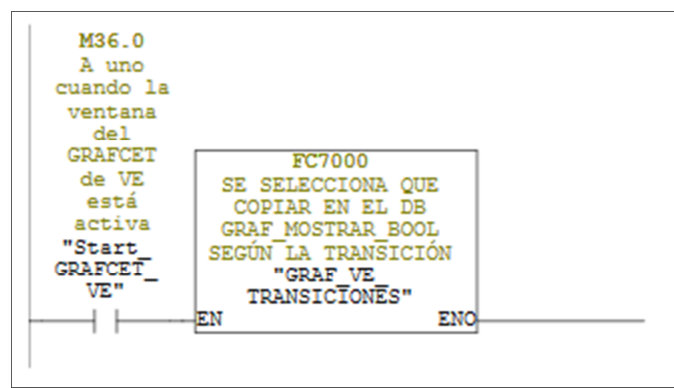 M36.0
A uno
cuando la
ventana
del
GRAFCET
de VE
está
activa
"Start_
GRAFCET_
VE"
FC7000
SE SELECCIONA QUE
COPIAR EN EL DB
GRAF_MOSTRAR_BOOL
SEGÚN LA TRANSICIÓN
"GRAF_VE_
TRANSICIONES"
EN ENO